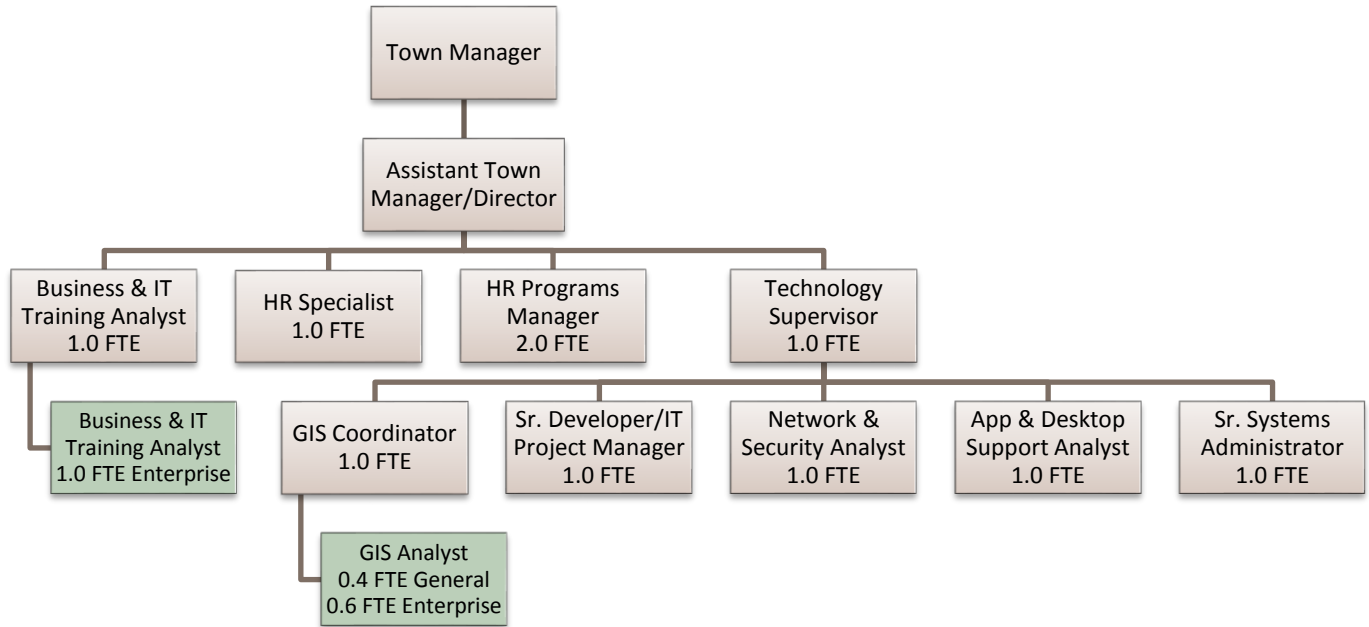 Town Manager
Assistant Town
Manager/Director
Business & IT
Training Analyst
1.0 FTE
HR Specialist
1.0 FTE
HR Programs
Manager
2.0 FTE
Technology
Supervisor
1.0 FTE
Business & IT
Training Analyst
1.0 FTE Enterprise
GIS Coordinator
1.0 FTE
Sr. Developer/IT
Project Manager
1.0 FTE
Network &
Security Analyst
1.0 FTE
App & Desktop
Support Analyst
1.0 FTE
Sr. Systems
Administrator
1.0 FTE
GIS Analyst
0.4 FTE General
0.6 FTE Enterprise